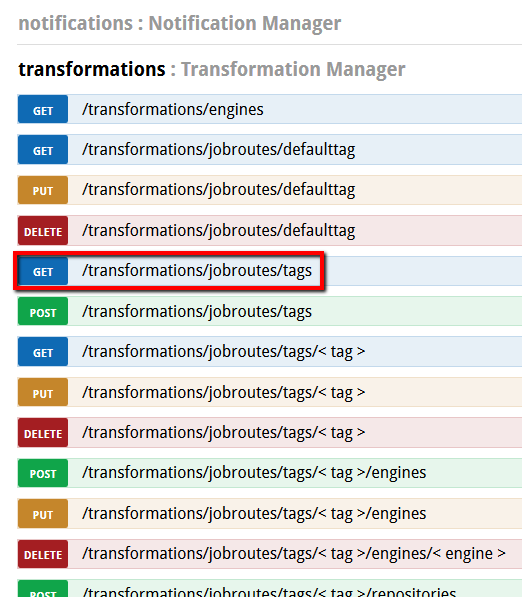 notifications : Notification Manager
transformations : Transformation Manager
GET /transformations/engines
GET /transformations/jobroutes/defaulttag
PUT /transformations/jobroutes/defaulttag
DELETE /transformations/jobroutes/defaulttag
GET /transformations/jobroutes/tags
POST /transformations/jobroutes/tags
GET /transformations/jobroutes/tags/< tag >
PUT /transformations/jobroutes/tags/< tag >
DELETE /transformations/jobroutes/tags/< tag >
POST /transformations/jobroutes/tags/< tag >/engines
PUT /transformations/jobroutes/tags/< tag >/engines
DELETE /transformations/jobroutes/tags/< tag >/engines/< engine >
POST /transformations/jobroutes/tags/< tag >/repositories